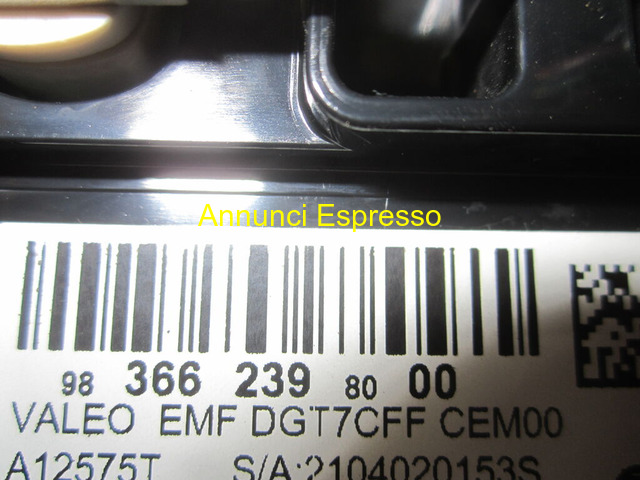 Annunci Espresso
98 366 239 80 00
VALEO EMF DGT7CFF CEM00
A12575T S/A:2104020153S